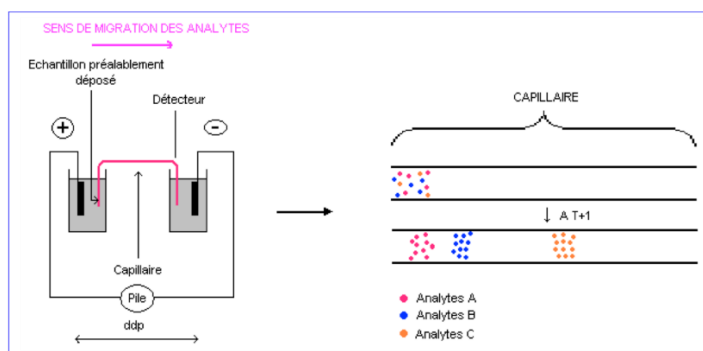 SENS DE MIGRATION DES ANALYTES
Echantillon préalablement
déposé
Détecteur
+
-
Capillaire
Pile
ddp
CAPILLAIRE
↓ A T+1
Analytes A
Analytes B
Analytes C